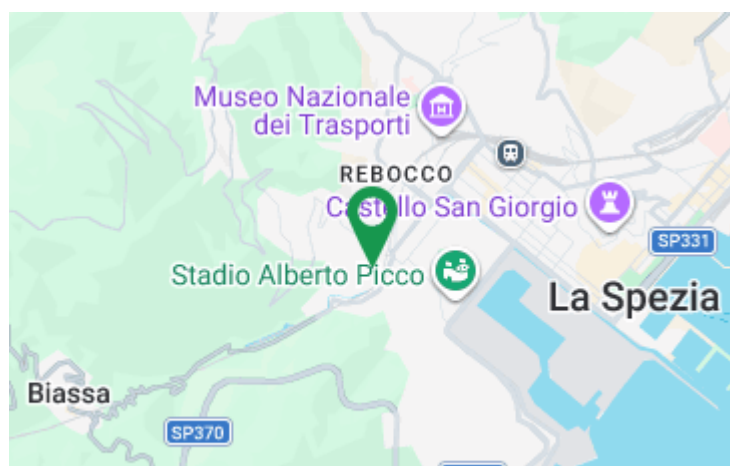 Museo Nazionale
dei Trasporti
REBOCCO
Castello San Giorgio
SP331
Stadio Alberto Picco
La Spezia
Biassa
SP370